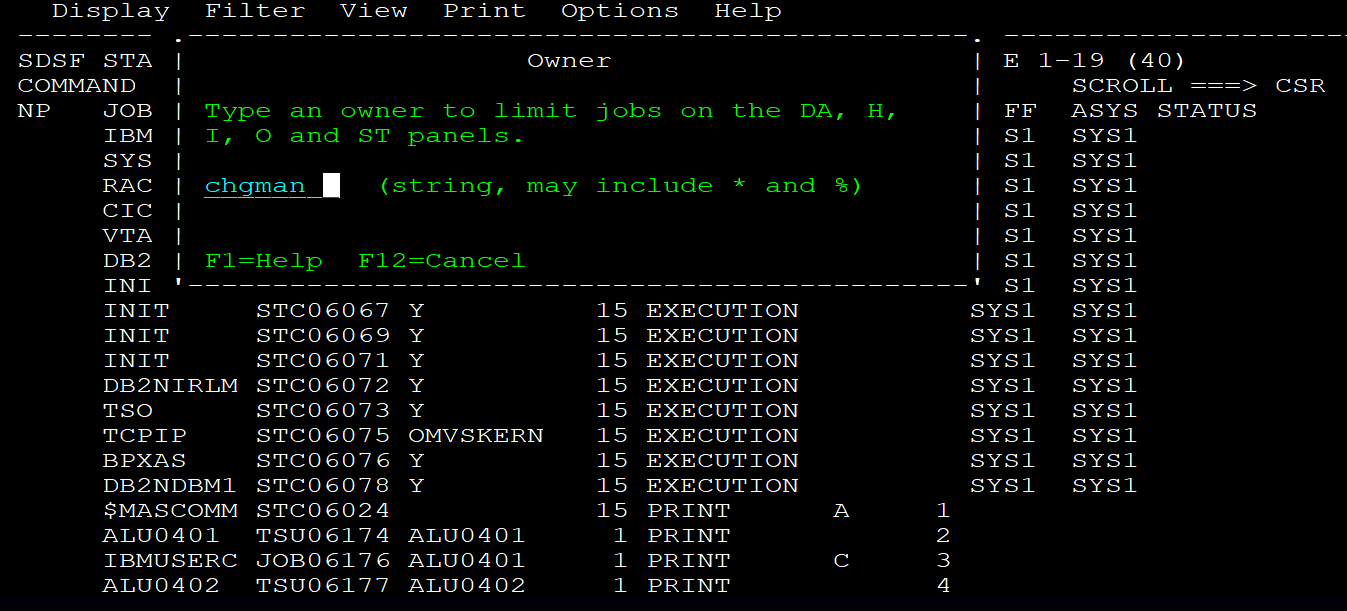 Display  Filter  View  Print  Options  Help
-------- .----------------------------------------------. --------------------
SDSF STA |                    Owner                     | E 1-19 (40)
COMMAND  |                                              |     SCROLL ===> CSR
NP   JOB | Type an owner to limit jobs on the DA, H,    | FF  ASYS STATUS
     IBM | I, O and ST panels.                          | S1  SYS1
     SYS |                                              | S1  SYS1
     RAC | chgman _   (string, may include * and %)     | S1  SYS1
     CIC |                                              | S1  SYS1
     VTA |                                              | S1  SYS1
     DB2 | F1=Help  F12=Cancel                          | S1  SYS1
     INI '----------------------------------------------' S1  SYS1
     INIT     STC06067 Y            15 EXECUTION          SYS1  SYS1
     INIT     STC06069 Y            15 EXECUTION          SYS1  SYS1
     INIT     STC06071 Y            15 EXECUTION          SYS1  SYS1
     DB2NIRLM STC06072 Y            15 EXECUTION          SYS1  SYS1
     TSO      STC06073 Y            15 EXECUTION          SYS1  SYS1
     TCPIP    STC06075 OMVSKERN     15 EXECUTION          SYS1  SYS1
     BPXAS    STC06076 Y            15 EXECUTION          SYS1  SYS1
     DB2NDBM1 STC06078 Y            15 EXECUTION          SYS1  SYS1
     $MASCOMM STC06024              15 PRINT      A     1
     ALU0401  TSU06174 ALU0401       1 PRINT            2
     IBMUSERC JOB06176 ALU0401       1 PRINT      C     3
     ALU0402  TSU06177 ALU0402       1 PRINT            4